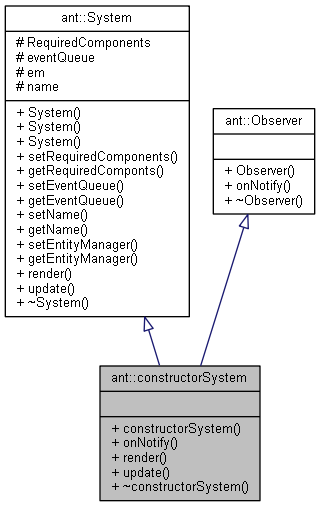 ant::System
# RequiredComponents
# eventQueue
# em
# name
+ System()
+ System()
+ System()
+ setRequiredComponents()
+ getRequiredComponts()
+ setEventQueue()
+ getEventQueue()
+ setName()
+ getName()
+ setEntityManager()
+ getEntityManager()
+ render()
+ update()
+ ~System()
ant::Observer
+ Observer()
+ onNotify()
+ ~Observer()
ant::constructorSystem
+ constructorSystem()
+ onNotify()
+ render()
+ update()
+ ~constructorSystem()